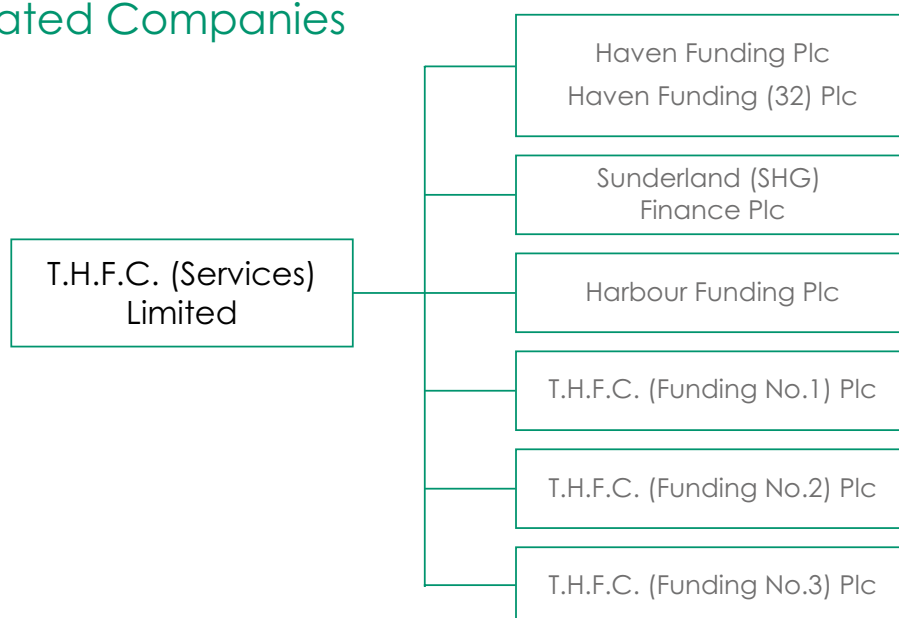 ated Companies
Haven Funding Plc
Haven Funding (32) Plc
Sunderland (SHG)
Finance Plc
T.H.F.C. (Services)
Limited
Harbour Funding Plc
T.H.F.C. (Funding No.1) Plc
T.H.F.C. (Funding No.2) Plc
T.H.F.C. (Funding No.3) Plc